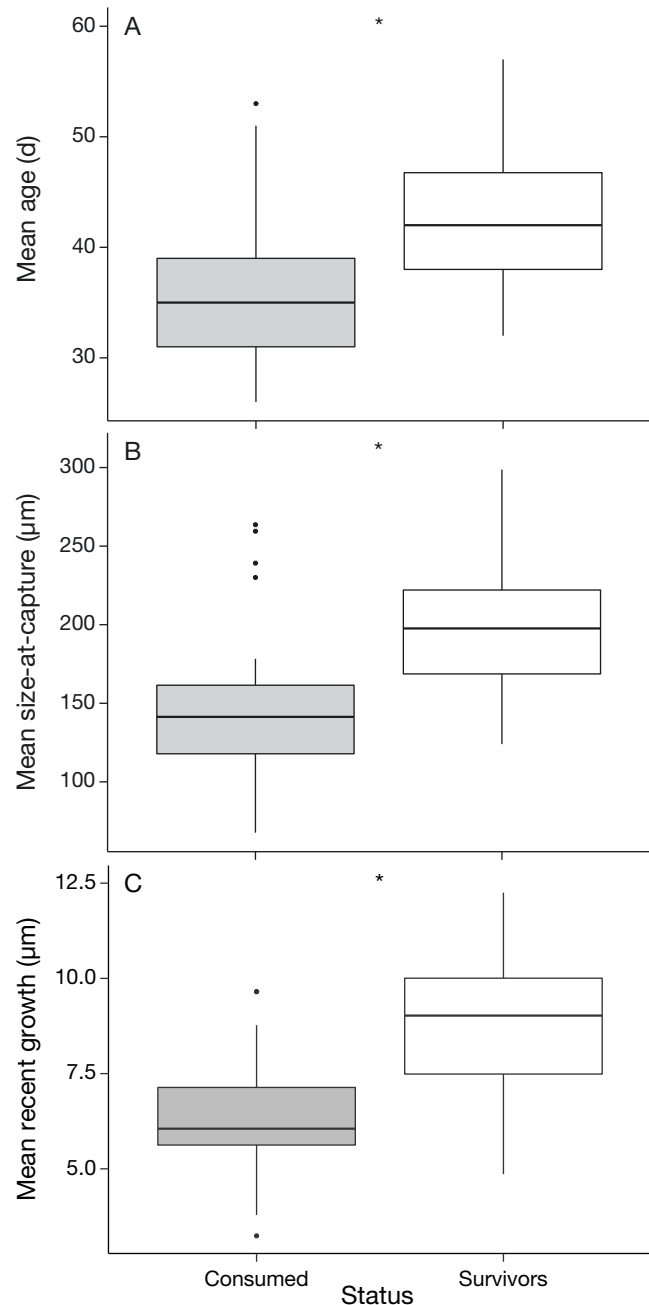 A
*
60
50
40
30
Mean age (d)
B
*
300
250
200
150
100
Mean size-at-capture (µm)
C
*
12.5
10.0
7.5
5.0
Mean recent growth (µm)
Consumed
Survivors
Status